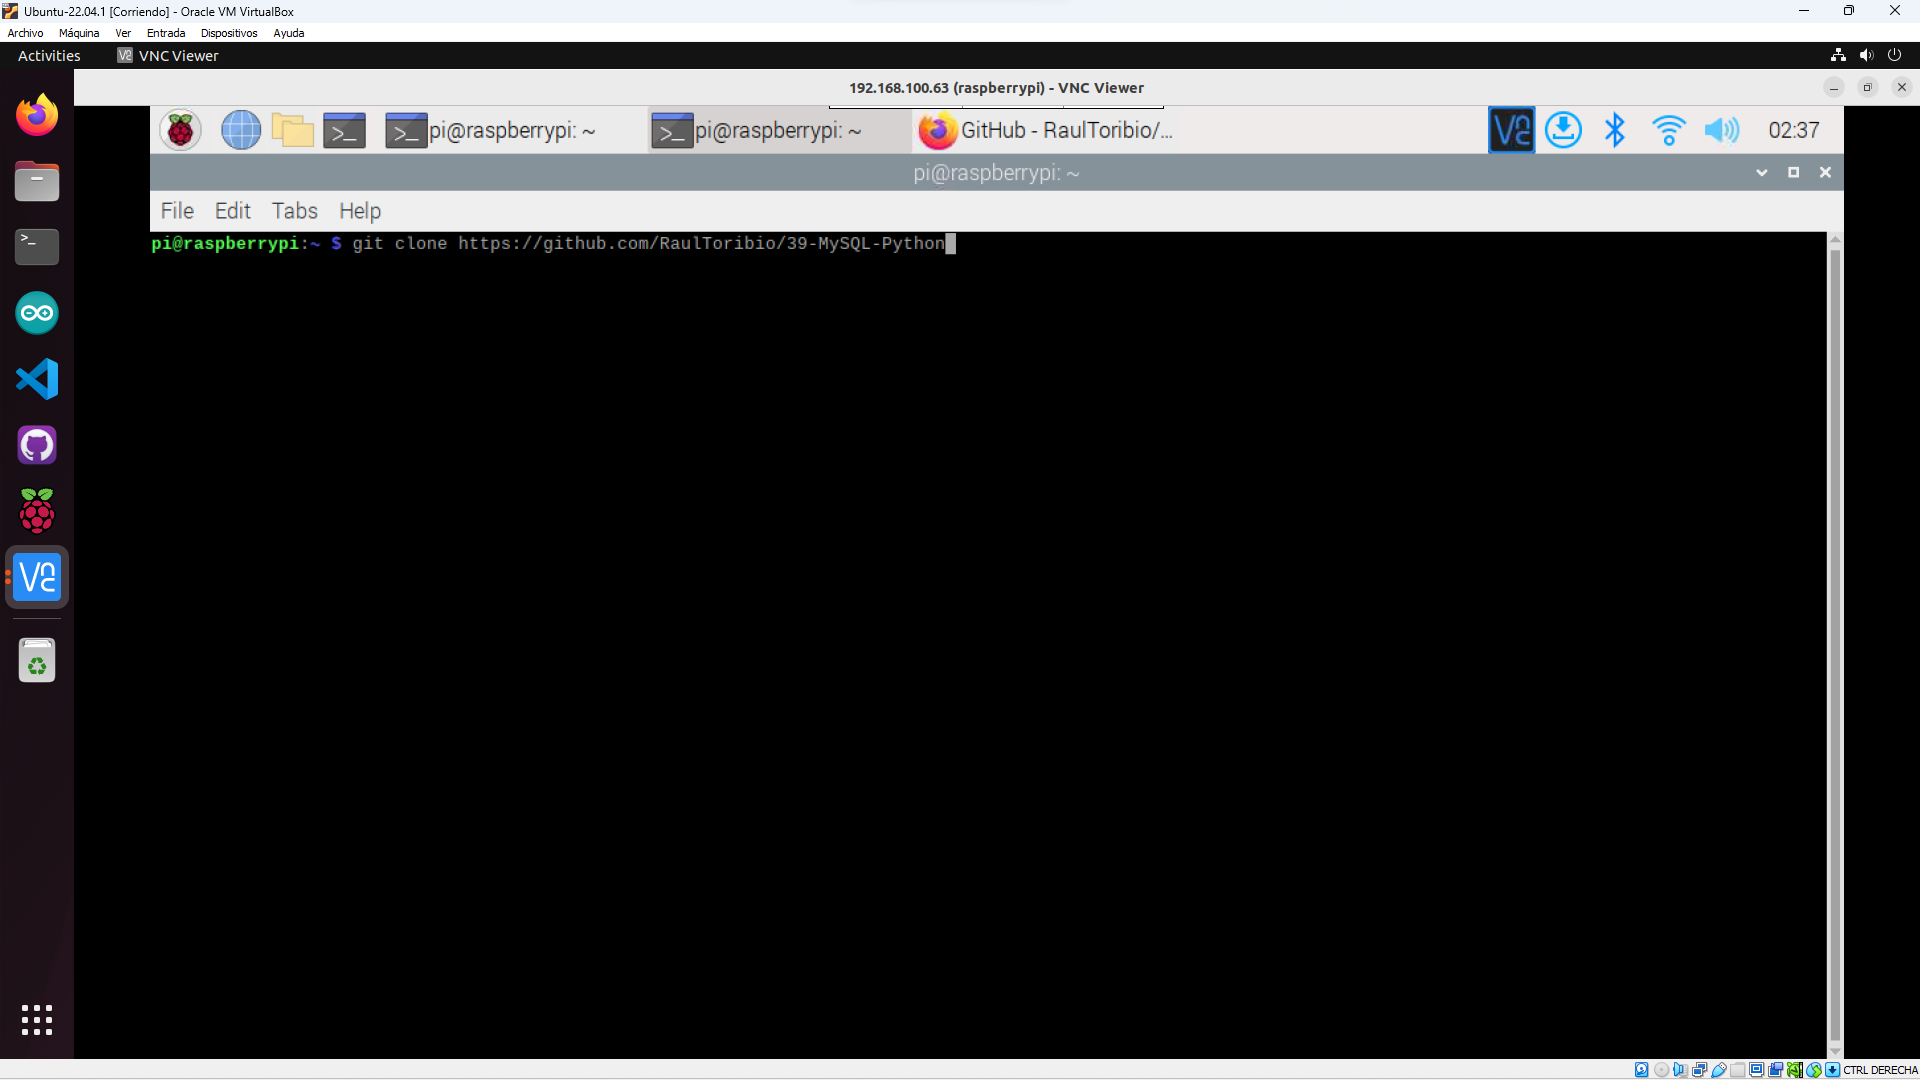 Ubuntu-22.04.1 [Corriendo] - Oracle VM VirtualBox
Archivo Máquina Ver Entrada Dispositivos Ayuda
Activities VNC Viewer
192.168.100.63 (raspberrypi) - VNC Viewer
pi@raspberrypi: ~ pi@raspberrypi: ~ GitHub - RaulToribio/... 02:37
pi@raspberrypi: ~
File Edit Tabs Help
pi@raspberrypi:~ $ git clone https://github.com/RaulToribio/39-MySQL-Python
CTRL DERECHA